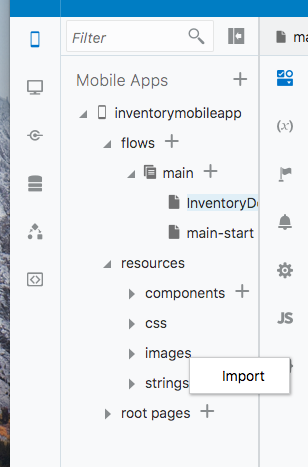 Filter
ma
Mobile Apps
inventorymobileapp
flows
main
InventoryDe
main-start
resources
components
css
images
strings
Import
root pages
(x)
JS